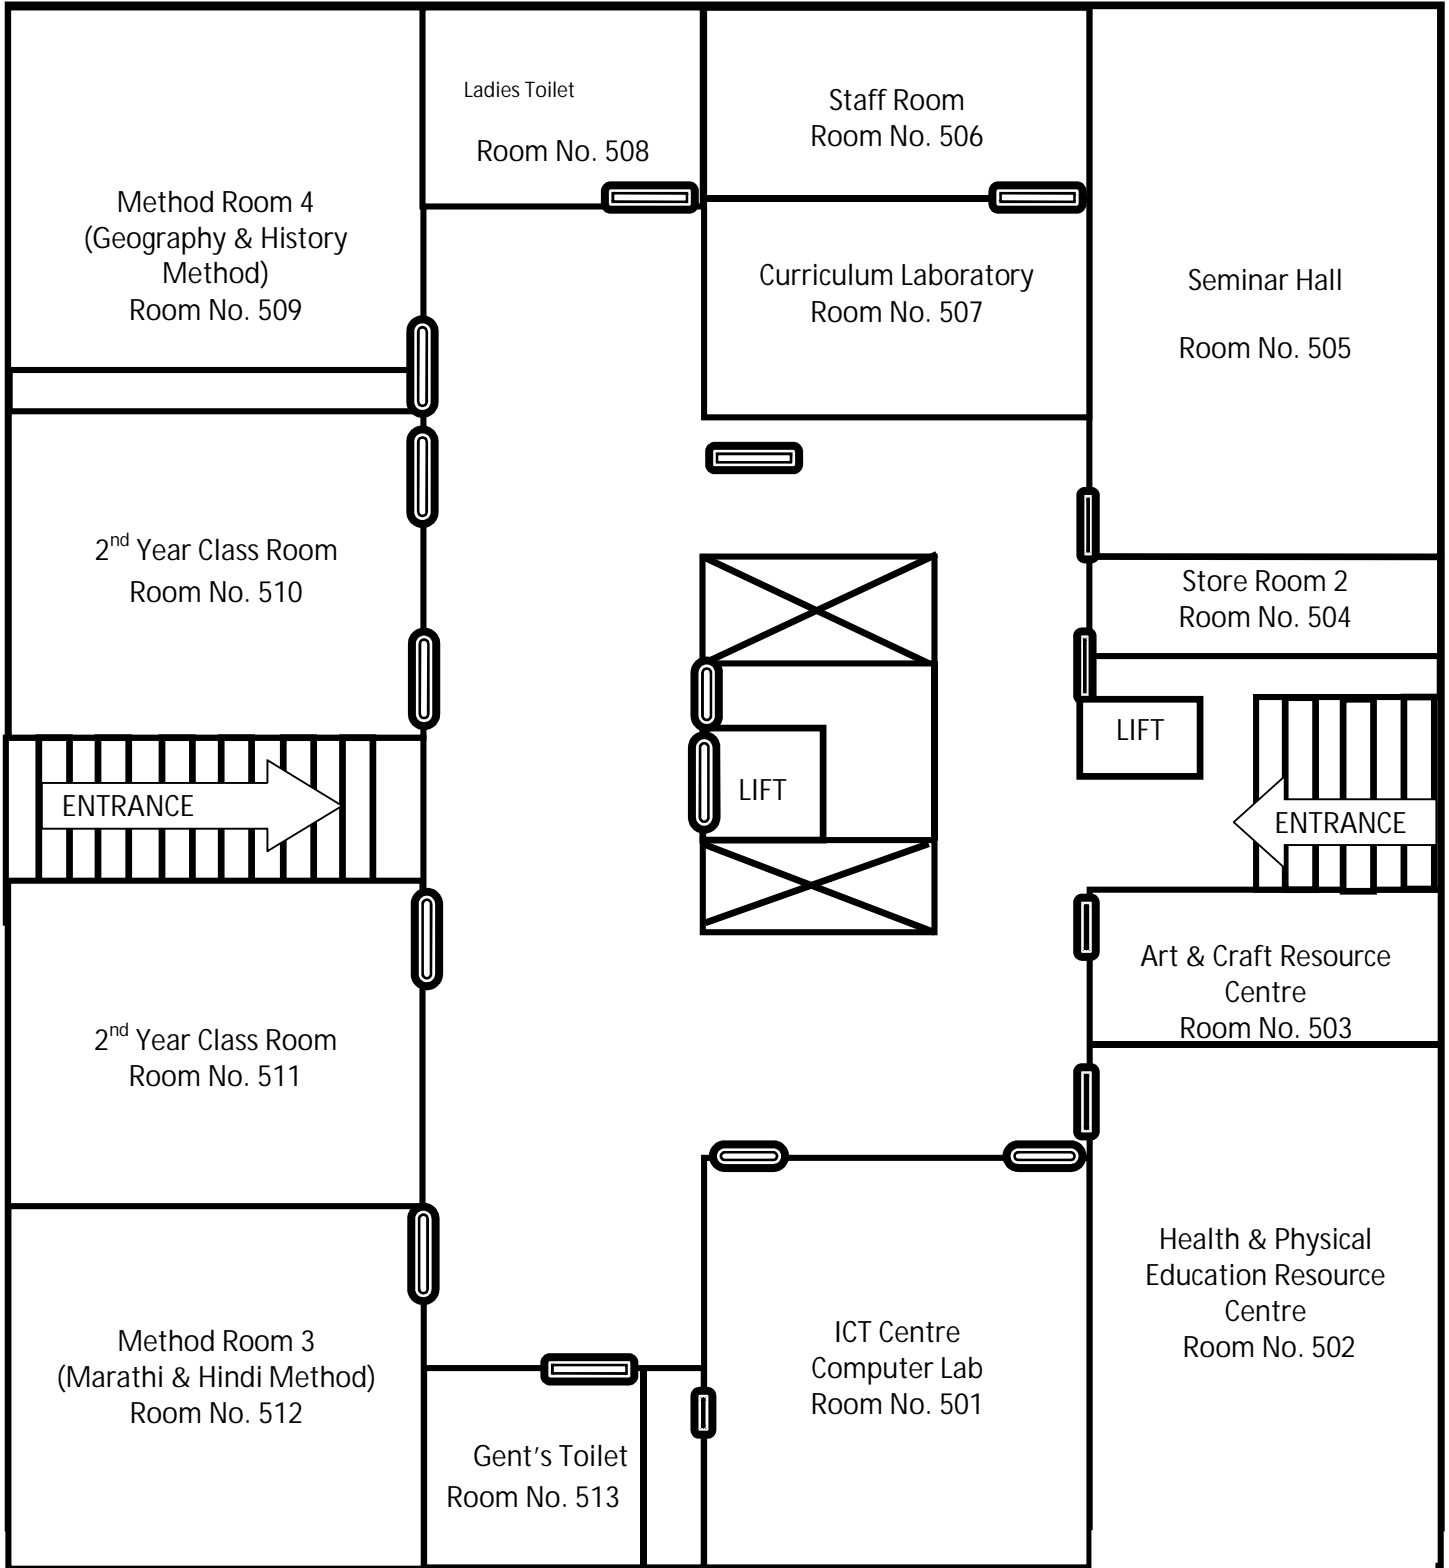 Ladies Toilet
Room No. 508
Staff Room
Room No. 506
Method Room 4
(Geography & History
Method)
Room No. 509
Curriculum Laboratory
Room No. 507
Seminar Hall
Room No. 505
2nd Year Class Room
Room No. 510
Store Room 2
Room No. 504
LIFT
LIFT
ENTRANCE
ENTRANCE
Art & Craft Resource
Centre
Room No. 503
2nd Year Class Room
Room No. 511
Health & Physical
Education Resource
Centre
Room No. 502
Method Room 3
(Marathi & Hindi Method)
Room No. 512
ICT Centre
Computer Lab
Room No. 501
Gent's Toilet
Room No. 513